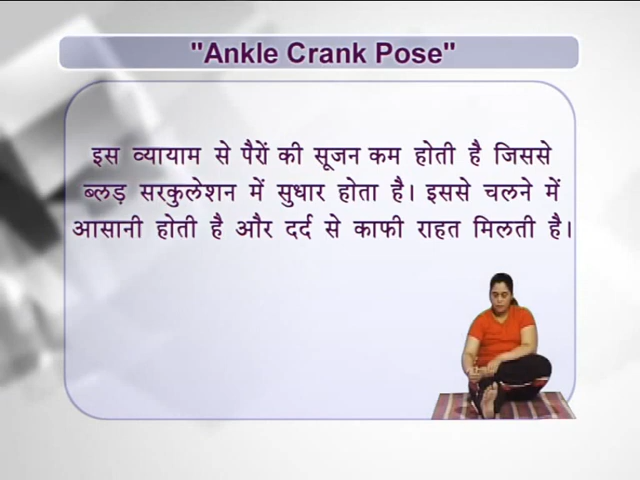 "Ankle Crank Pose"
इस व्यायाम से पैरों की सूजन कम होती है जिससे
ब्लड़ सरकुलेशन में सुधार होता है। इससे चलने में
आसानी होती है और दर्द से काफी राहत मिलती है।